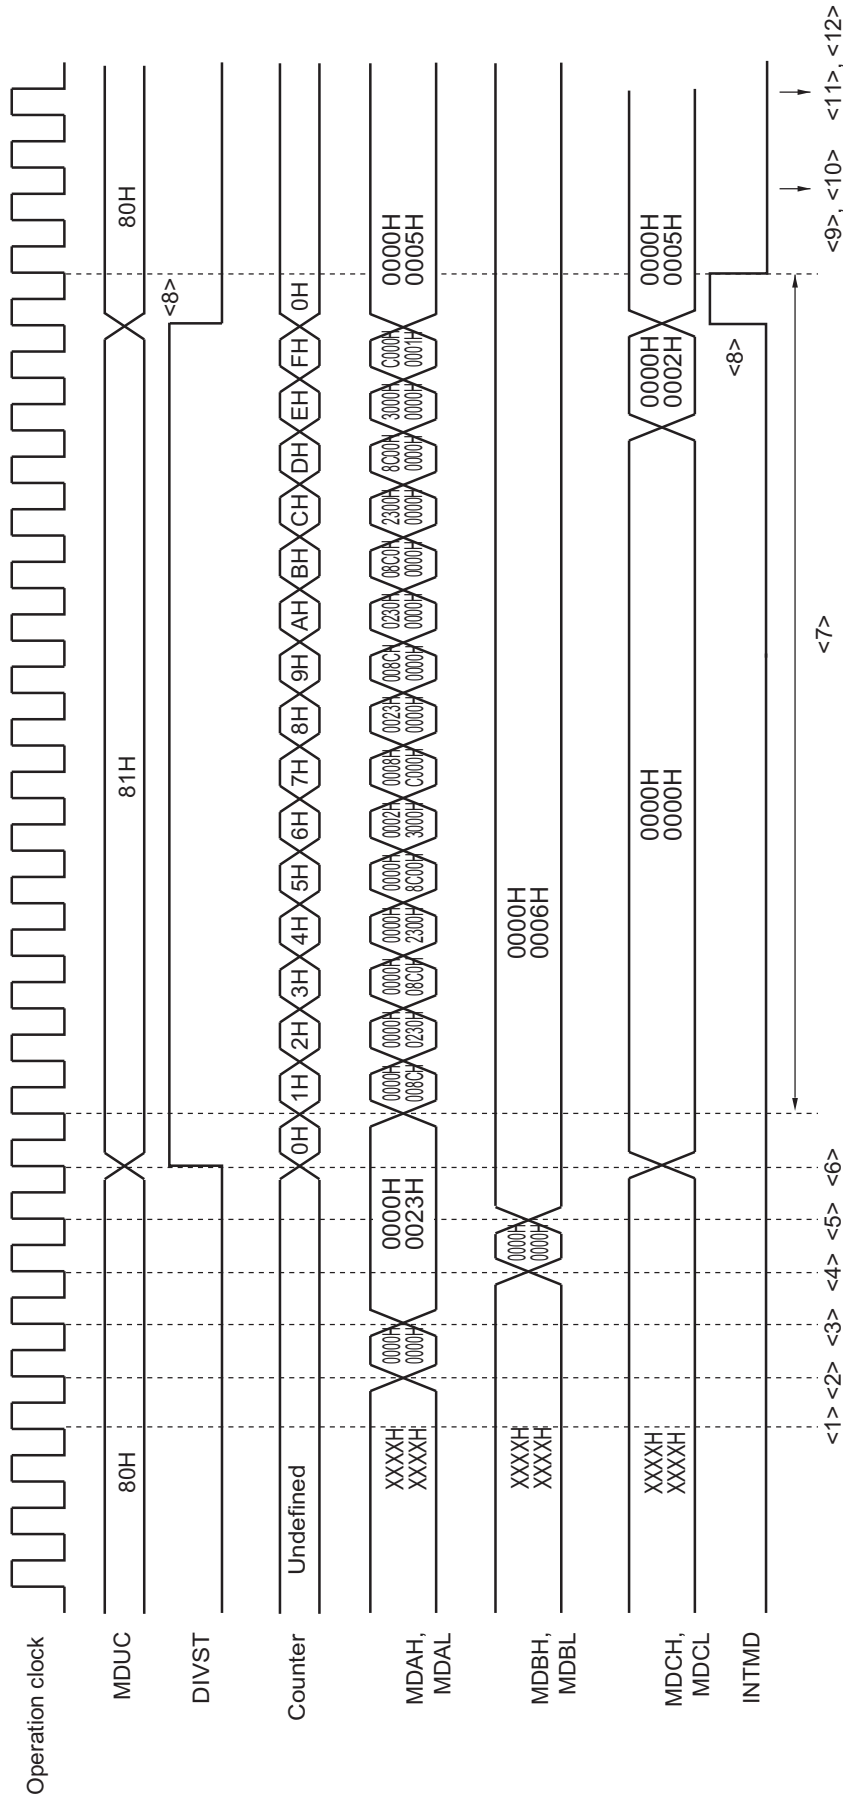 Operation clock
MDUC
80H
81H
80H
DIVST
<8>
Counter
Undefined
0H
1H
2H
3H
4H
5H
6H
7H
8H
9H
AH
BH
CH
DH
EH
FH
0H
MDAH,
MDAL
XXXXH
XXXXH
0000H
0000H
0000H
0023H
0000H
008CH
0000H
0230H
0000H
08C0H
0000H
2300H
0000H
8C00H
0002H
3000H
0008H
C000H
0023H
0000H
008CH
0000H
0230H
0000H
08C0H
0000H
2300H
0000H
8C00H
0000H
3000H
0000H
C000H
0001H
0000H
0005H
MDBH,
MDBL
XXXXH
XXXXH
0000H
0000H
0000H
0006H
MDCH,
MDCL
XXXXH
XXXXH
0000H
0000H
0000H
0002H
0000H
0005H
INTMD
<8>
<1>
<2>
<3>
<4>
<5>
<6>
<7>
<9>, <10>
<11>, <12>